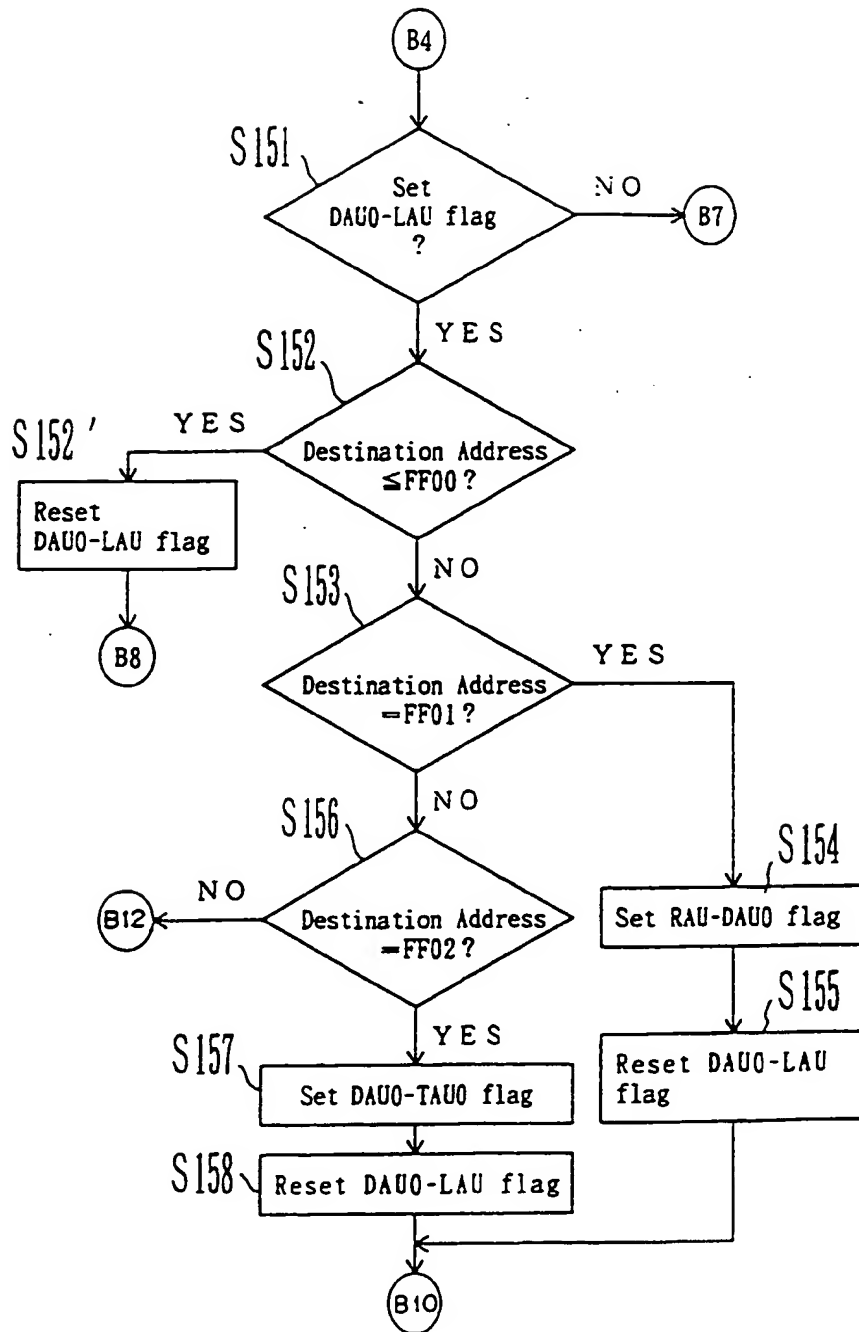 B4
S151
Set
DAU0-LAU flag
?
NO
B7
YES
S152
YES
S152'
Destination Address
≦FF00?
Reset
DAU0-LAU flag
NO
S153
B8
YES
Destination Address
=FF01?
NO
S156
S154
NO
B12
Destination Address
=FF02?
Set RAU-DAU0 flag
YES
S155
S157
Reset DAU0-LAU
flag
Set DAU0-TAU0 flag
S158
Reset DAU0-LAU flag
B10